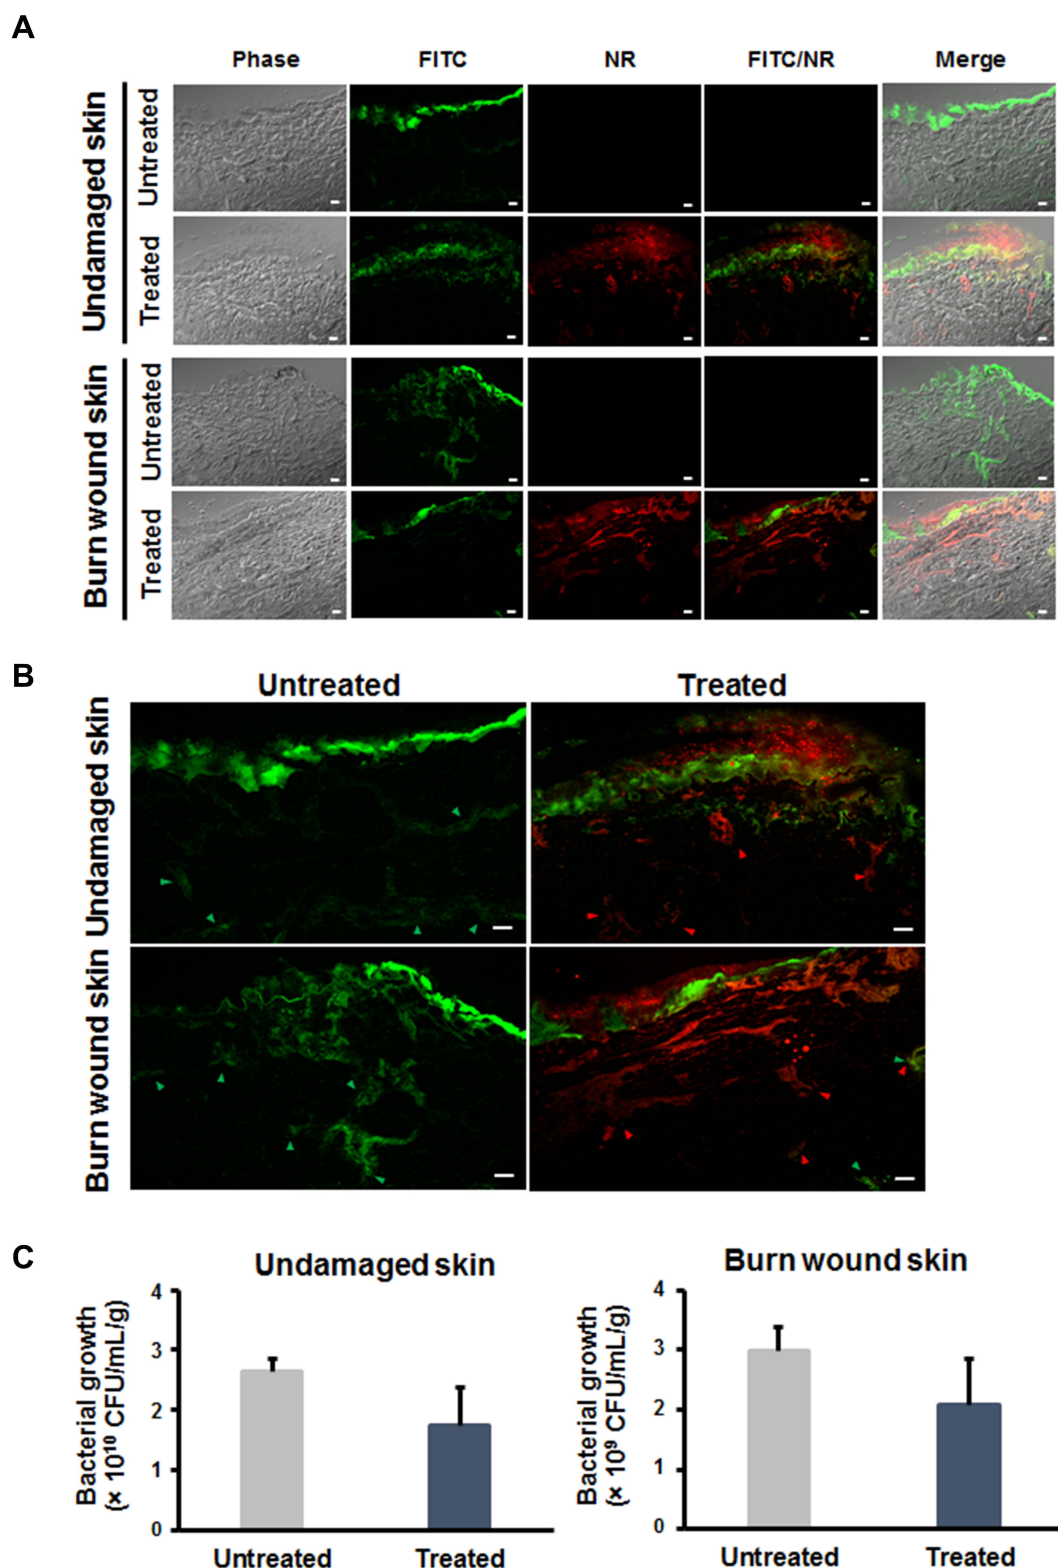 A
Phase FITC NR FITC/NR Merge
Undamaged skin
Untreated
Treated
Burn wound skin
Untreated
Treated
B
Untreated Treated
Undamaged skin
Burn wound skin
C
Undamaged skin
Bacterial growth
(× 10¹⁰ CFU/mL/g)
4
3
2
1
0
Untreated Treated
Burn wound skin
Bacterial growth
(× 10⁹ CFU/mL/g)
4
3
2
1
0
Untreated Treated